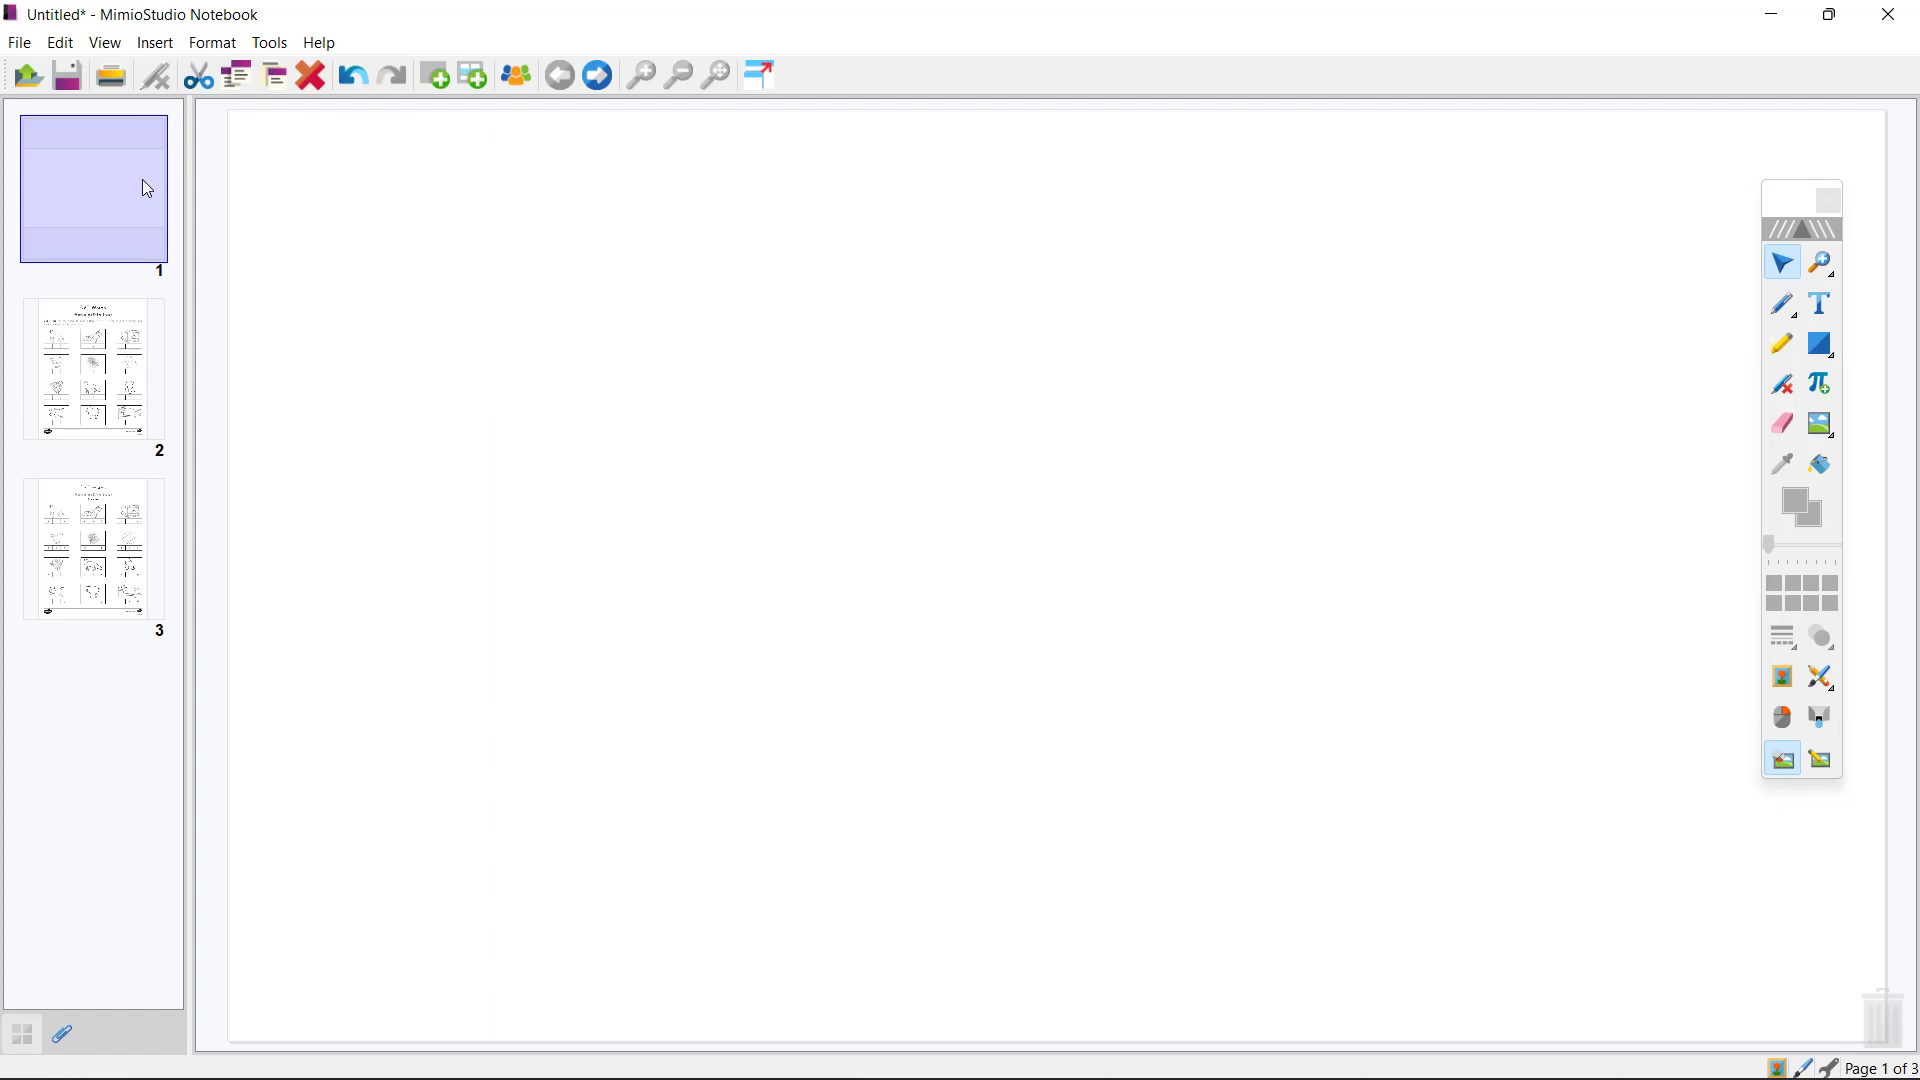 Untitled* - MimioStudio Notebook
File Edit View Insert Format Tools Help
1
2
3
Page 1 of 3